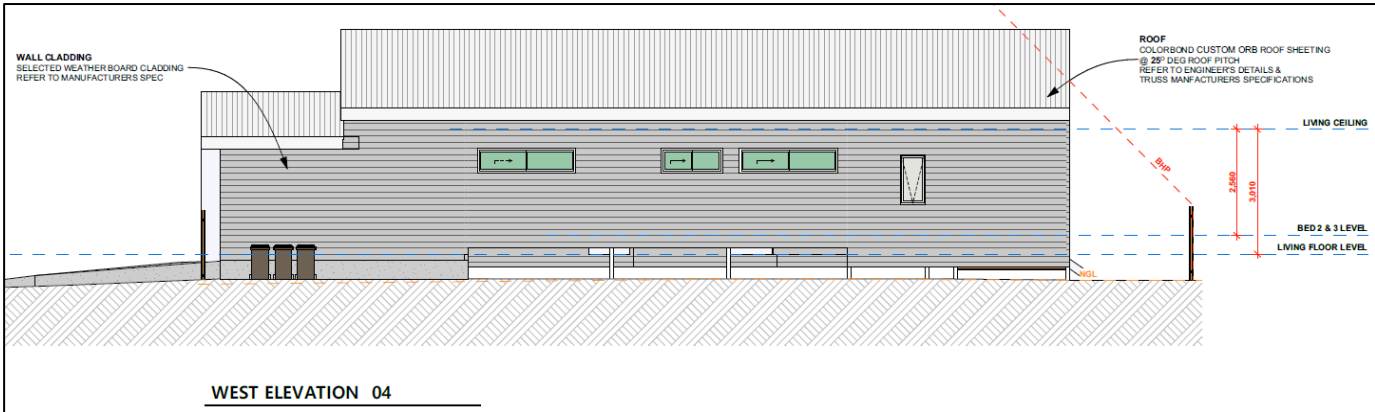 WALL CLADDING
SELECTED WEATHER BOARD CLADDING
REFER TO MANUFACTURERS SPEC
ROOF
COLORBOND CUSTOM ORB ROOF SHEETING
@ 25° DEG ROOF PITCH
REFER TO ENGINEER'S DETAILS &
TRUSS MANFACTURERS SPECIFICATIONS
LIVING CEILING
BHP
2,560
3,010
BED 2 & 3 LEVEL
LIVING FLOOR LEVEL
NGL
WEST ELEVATION 04